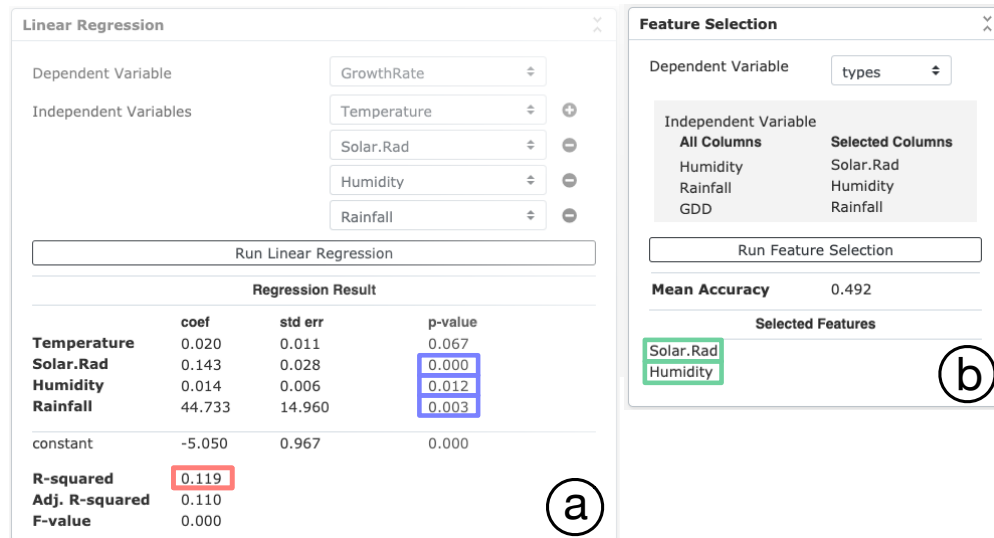 Linear Regression
Dependent Variable GrowthRate
Independent Variables Temperature
Solar.Rad
Humidity
Rainfall
Run Linear Regression
Regression Result
coef std err p-value
Temperature 0.020 0.011 0.067
Solar.Rad 0.143 0.028 0.000
Humidity 0.014 0.006 0.012
Rainfall 44.733 14.960 0.003
constant -5.050 0.967 0.000
R-squared 0.119
Adj. R-squared 0.110
F-value 0.000
a
Feature Selection
Dependent Variable types
Independent Variable
All Columns Selected Columns
Humidity Solar.Rad
Rainfall Humidity
GDD Rainfall
Run Feature Selection
Mean Accuracy 0.492
Selected Features
Solar.Rad
Humidity
b